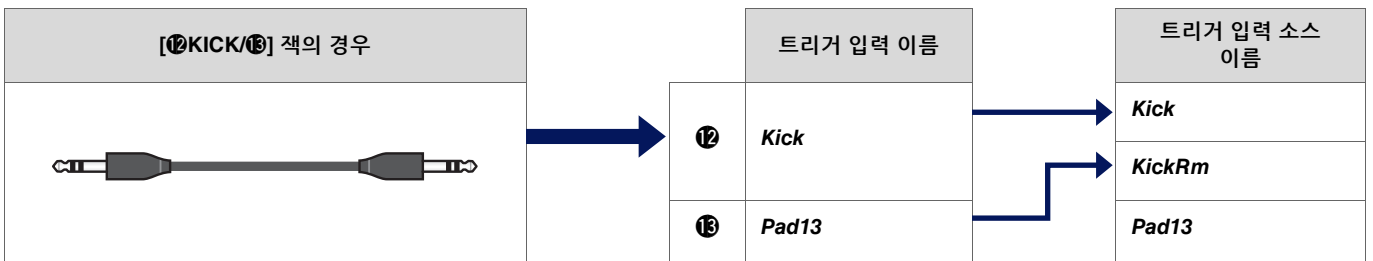 [⓬KICK/⓭] 잭의 경우
트리거 입력 이름
트리거 입력 소스
이름
⓬
Kick
⓭
Pad13
Kick
KickRm
Pad13